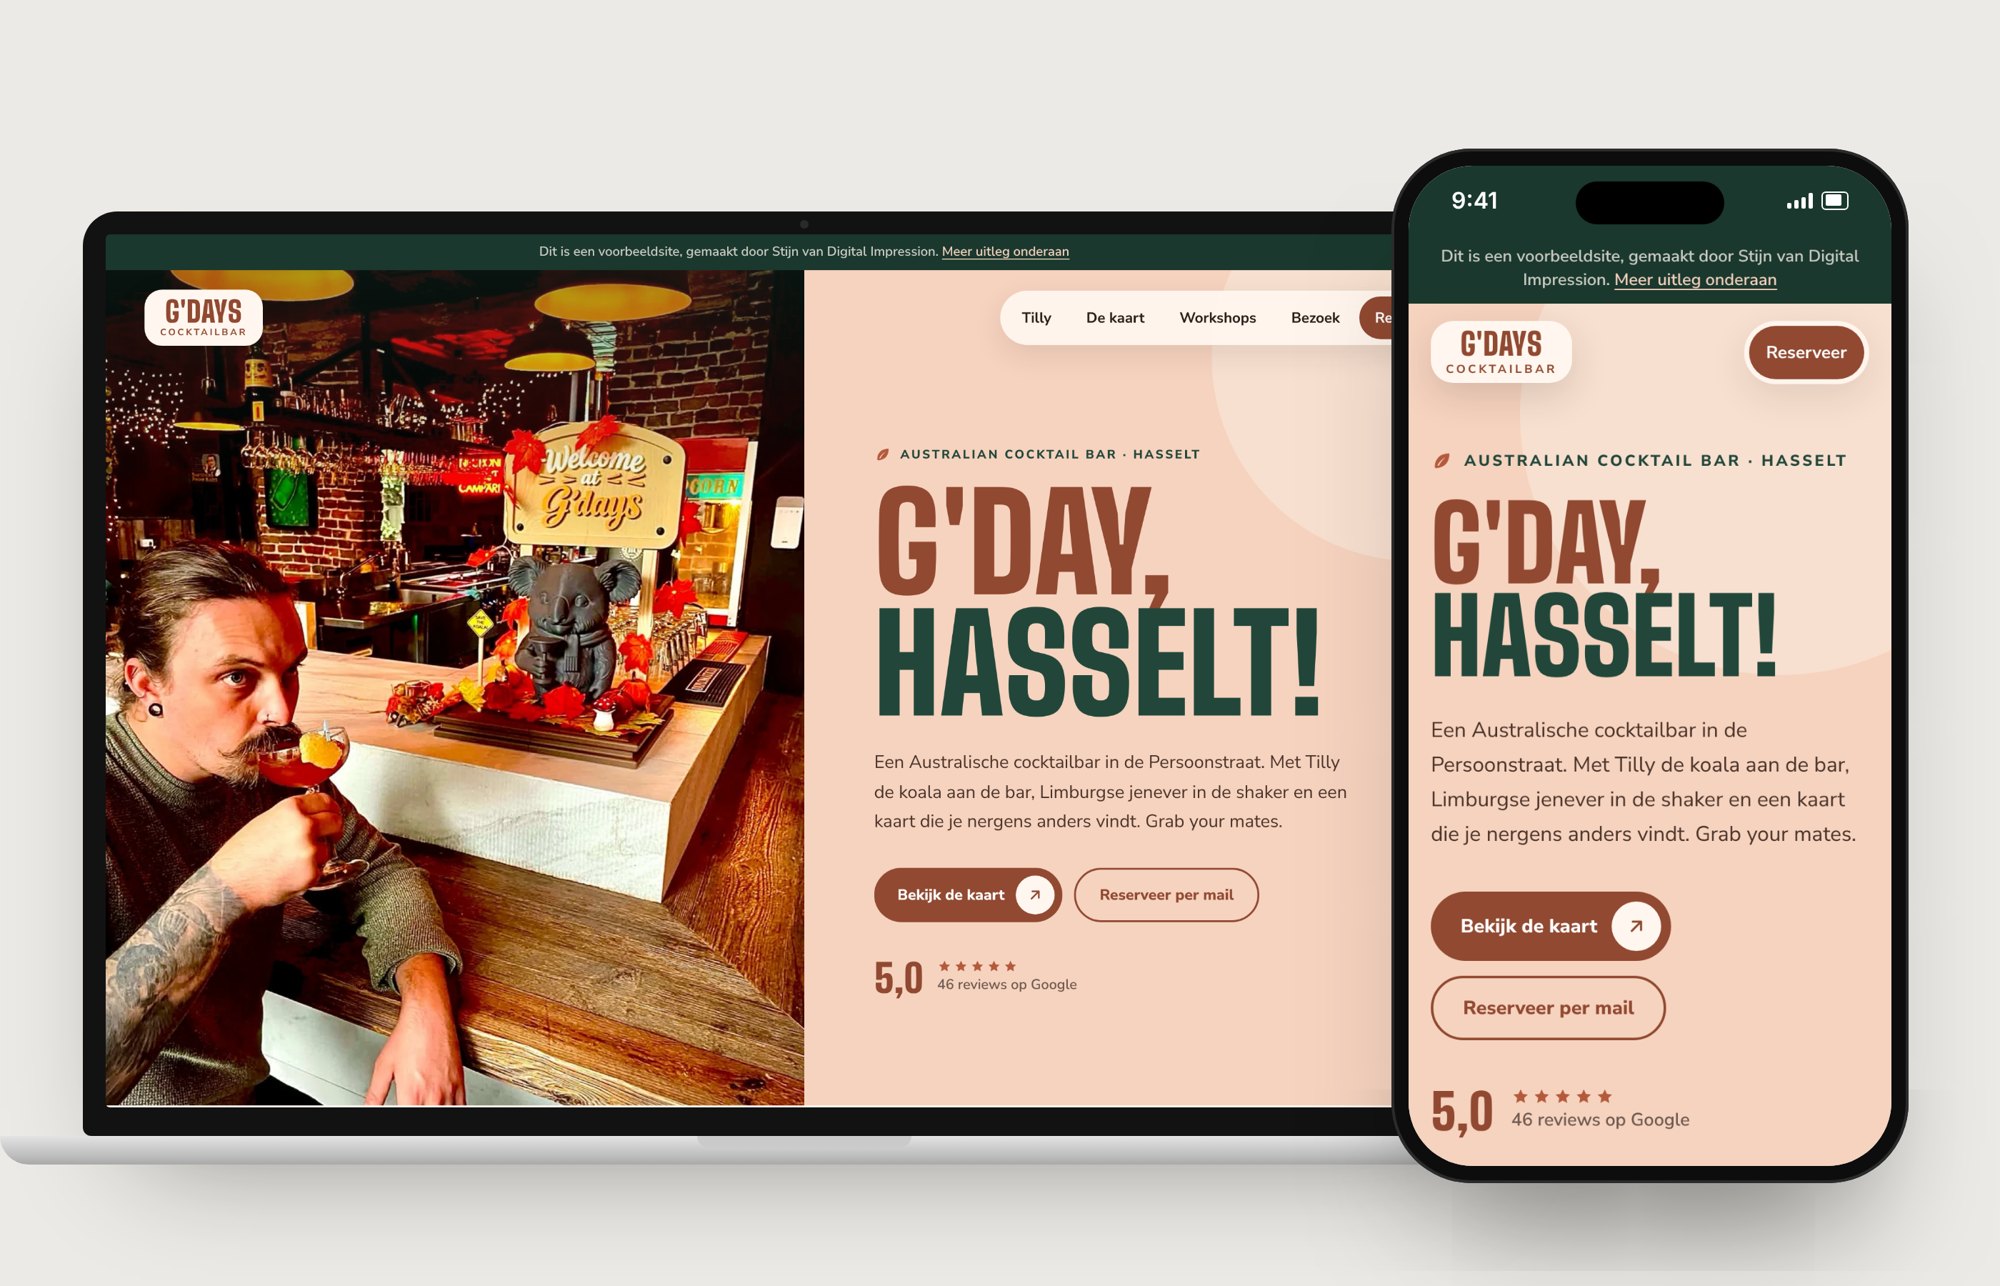 Dit is een voorbeeldsite, gemaakt door Stijn van Digital Impression. Meer uitleg onderaan
G'DAYS
COCKTAILBAR
Tilly De kaart Workshops Bezoek Re
Welcome
at
G'days
CAMPARI
AUSTRALIAN COCKTAIL BAR · HASSELT
G'DAY,
HASSELT!
Een Australische cocktailbar in de Persoonstraat. Met Tilly
de koala aan de bar, Limburgse jenever in de shaker en een
kaart die je nergens anders vindt. Grab your mates.
Bekijk de kaart
Reserveer per mail
5,0
46 reviews op Google
9:41
Dit is een voorbeeldsite, gemaakt door Stijn van Digital
Impression. Meer uitleg onderaan
G'DAYS
COCKTAILBAR
Reserveer
AUSTRALIAN COCKTAIL BAR · HASSELT
G'DAY,
HASSELT!
Een Australische cocktailbar in de
Persoonstraat. Met Tilly de koala aan de bar,
Limburgse jenever in de shaker en een kaart
die je nergens anders vindt. Grab your mates.
Bekijk de kaart
Reserveer per mail
5,0
46 reviews op Google